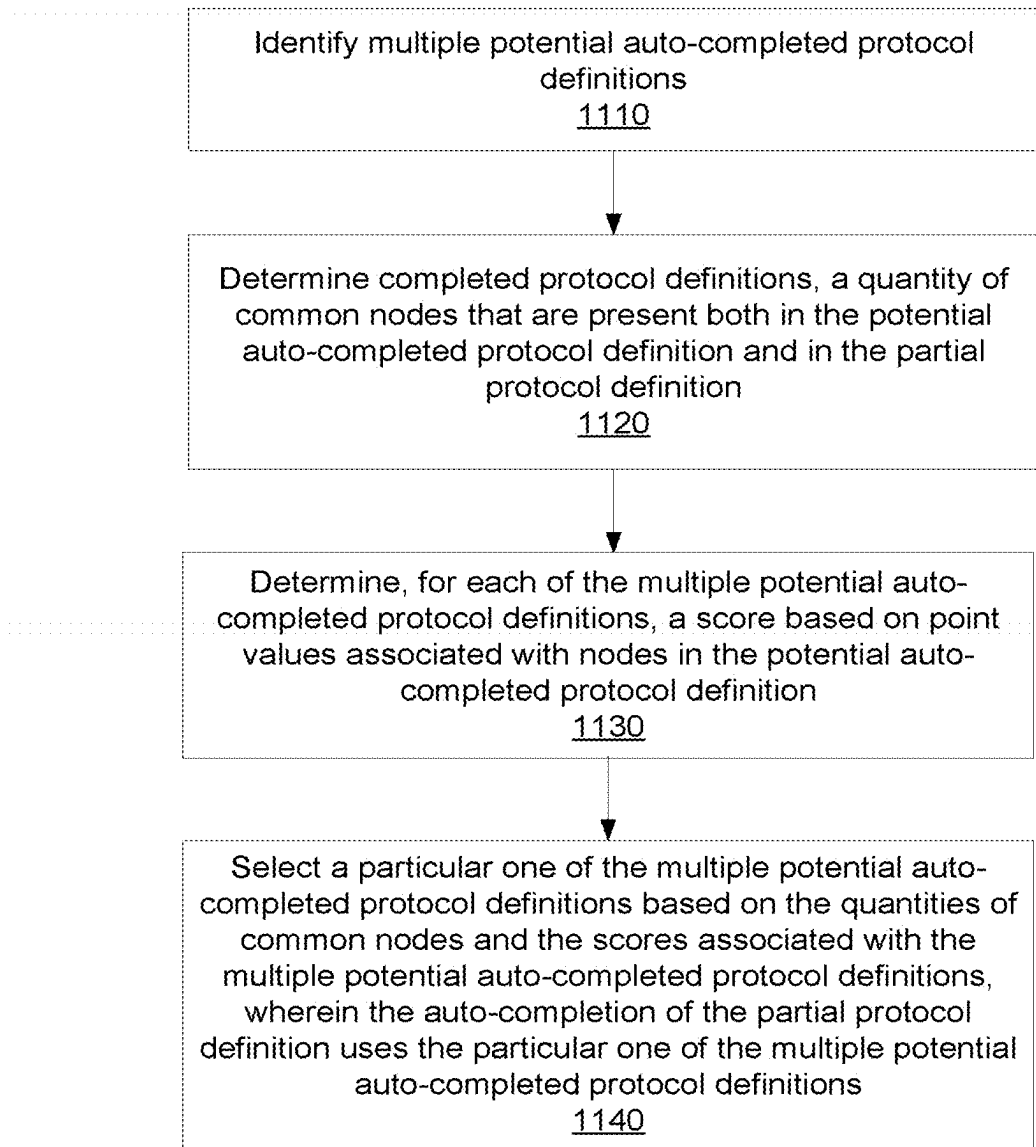 Identify multiple potential auto-completed protocol
definitions
1110
Determine completed protocol definitions, a quantity of
common nodes that are present both in the potential
auto-completed protocol definition and in the partial
protocol definition
1120
Determine, for each of the multiple potential auto-
completed protocol definitions, a score based on point
values associated with nodes in the potential auto-
completed protocol definition
1130
Select a particular one of the multiple potential auto-
completed protocol definitions based on the quantities of
common nodes and the scores associated with the
multiple potential auto-completed protocol definitions,
wherein the auto-completion of the partial protocol
definition uses the particular one of the multiple potential
auto-completed protocol definitions
1140